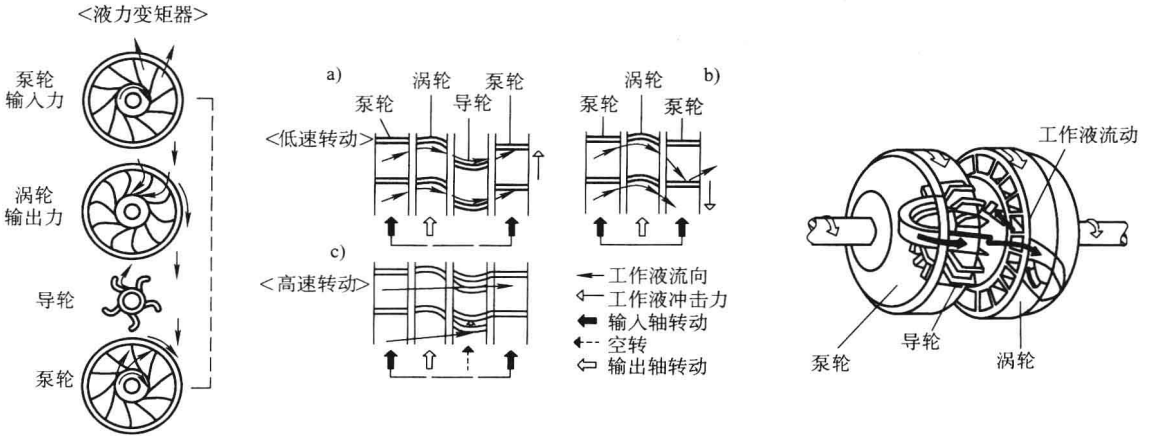 <液力变矩器>
泵轮
输入力
涡轮
输出力
导轮
泵轮
a)
涡轮
泵轮
泵轮
导轮
<低速转动>
b)
涡轮
泵轮
泵轮
c)
<高速转动>
工作液流向
工作液冲击力
输入轴转动
空转
输出轴转动
工作液流动
泵轮
导轮
涡轮